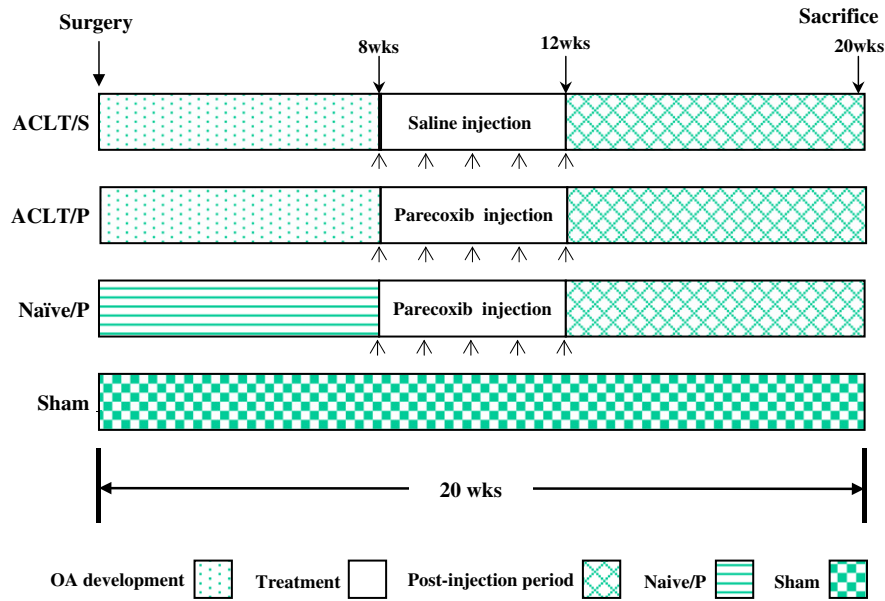 Surgery
Sacrifice
8wks
12wks
20wks
ACLT/S
Saline injection
ACLT/P
Parecoxib injection
Naïve/P
Parecoxib injection
Sham
20 wks
OA development
Treatment
Post-injection period
Naive/P
Sham